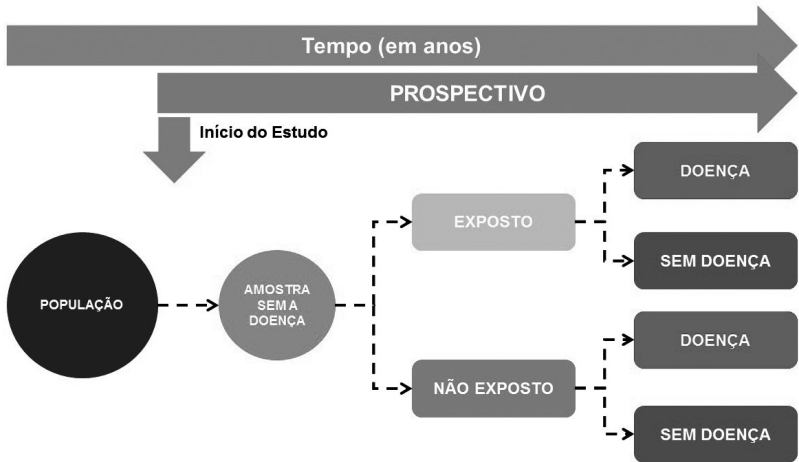 Tempo (em anos)
PROSPECTIVO
Início do Estudo
POPULAÇÃO
AMOSTRA
SEM A
DOENÇA
EXPOSTO
DOENÇA
SEM DOENÇA
NÃO EXPOSTO
DOENÇA
SEM DOENÇA